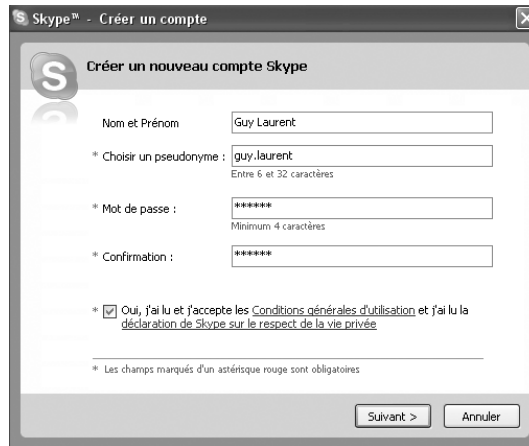 Skype™ - Créer un compte
Créer un nouveau compte Skype
Nom et Prénom
Guy Laurent
* Choisir un pseudonyme :
guy.laurent
Entre 6 et 32 caractères
* Mot de passe :
******
Minimum 4 caractères
* Confirmation :
******
* Oui, j'ai lu et j'accepte les Conditions générales d'utilisation et j'ai lu la
déclaration de Skype sur le respect de la vie privée
* Les champs marqués d'un astérisque rouge sont obligatoires
Suivant >
Annuler